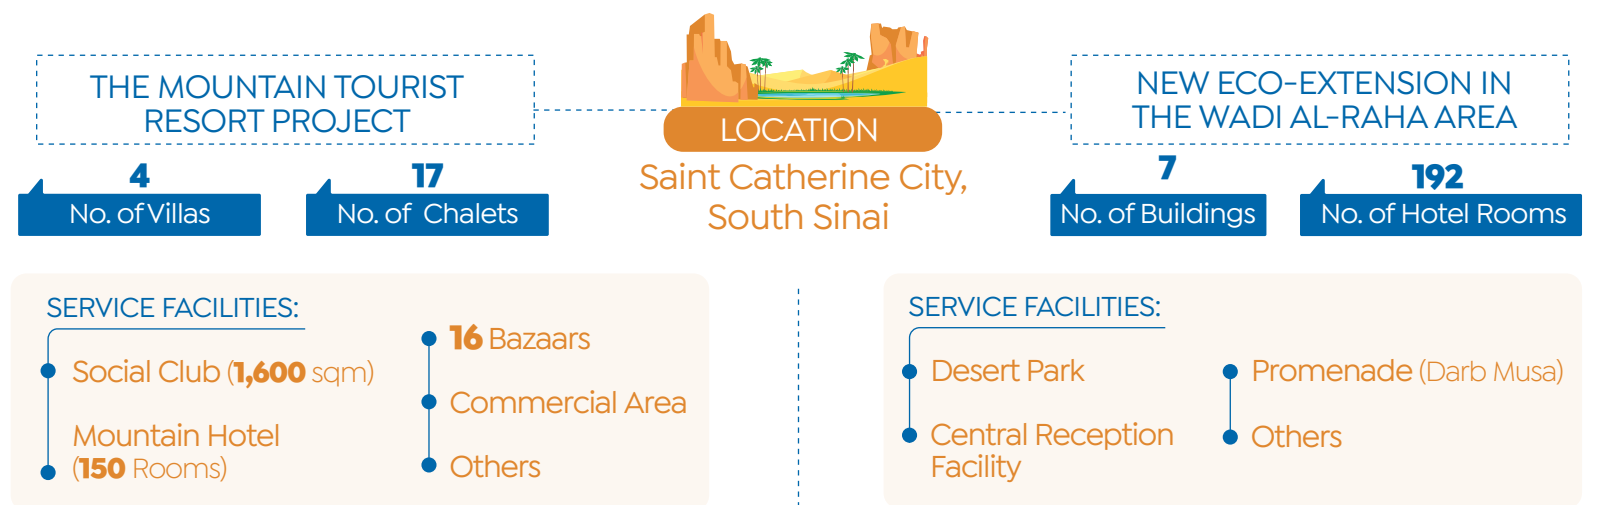 THE MOUNTAIN TOURIST
RESORT PROJECT
4
No. of Villas
17
No. of Chalets
LOCATION
Saint Catherine City,
South Sinai
NEW ECO-EXTENSION IN
THE WADI AL-RAHA AREA
7
No. of Buildings
192
No. of Hotel Rooms
SERVICE FACILITIES:
Social Club (1,600 sqm)
Mountain Hotel
(150 Rooms)
16 Bazaars
Commercial Area
Others
SERVICE FACILITIES:
Desert Park
Central Reception
Facility
Promenade (Darb Musa)
Others